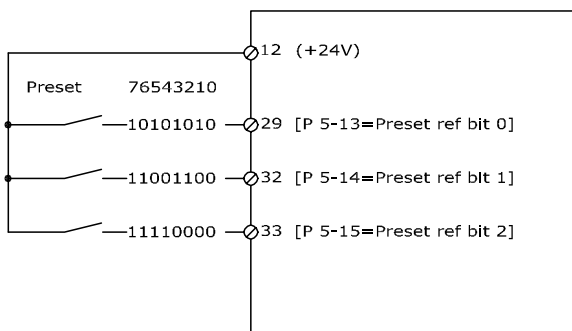 12 (+24V)
Preset 76543210
10101010 29 [P 5-13=Preset ref bit 0]
11001100 32 [P 5-14=Preset ref bIt 1]
11110000 33 [P 5-15=Preset ref bit 2]